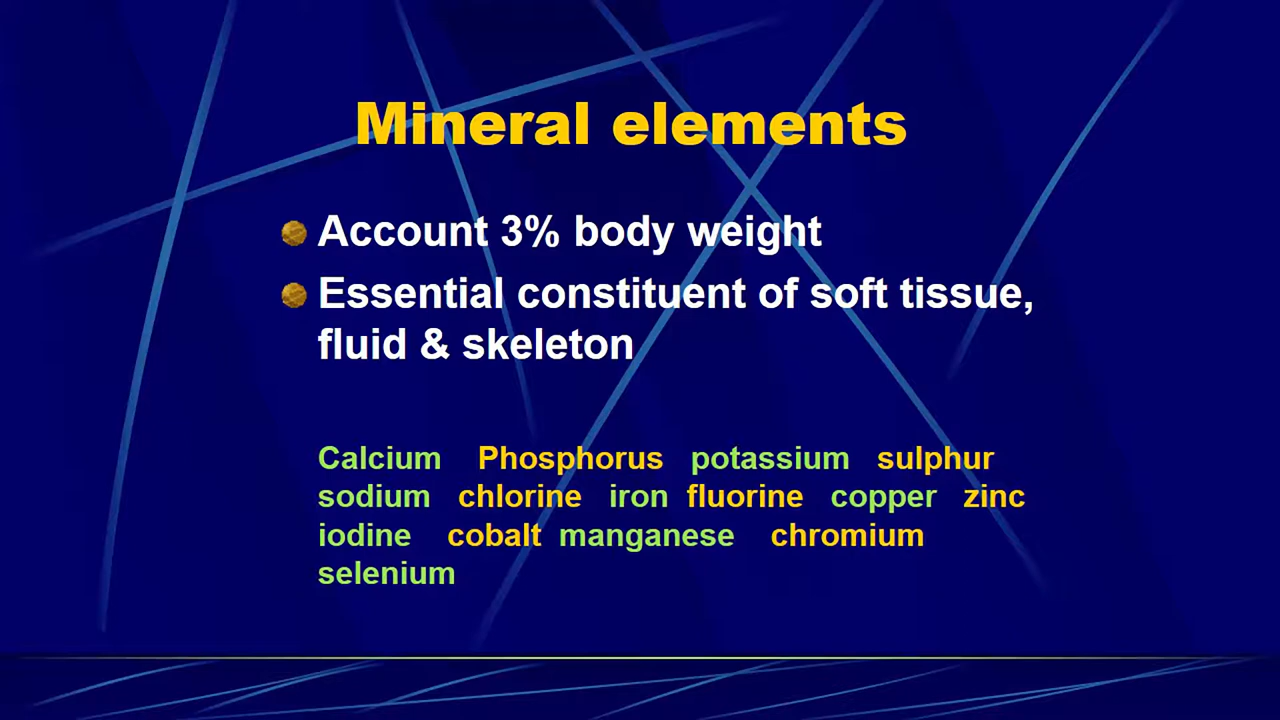 Mineral elements
Account 3% body weight
Essential constituent of soft tissue,
fluid & skeleton
Calcium Phosphorus potassium sulphur
sodium chlorine iron fluorine copper zinc
iodine cobalt manganese chromium
selenium